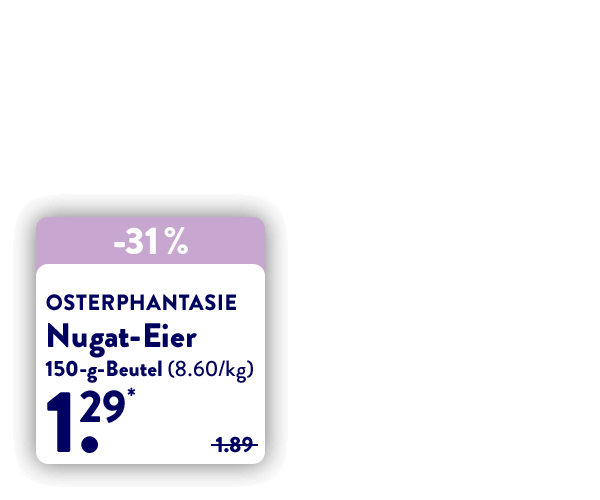 -31%
OSTERPHANTASIE
Nugat-Eier
150-g-Beutel (8.60/kg)
1.29*
1.89